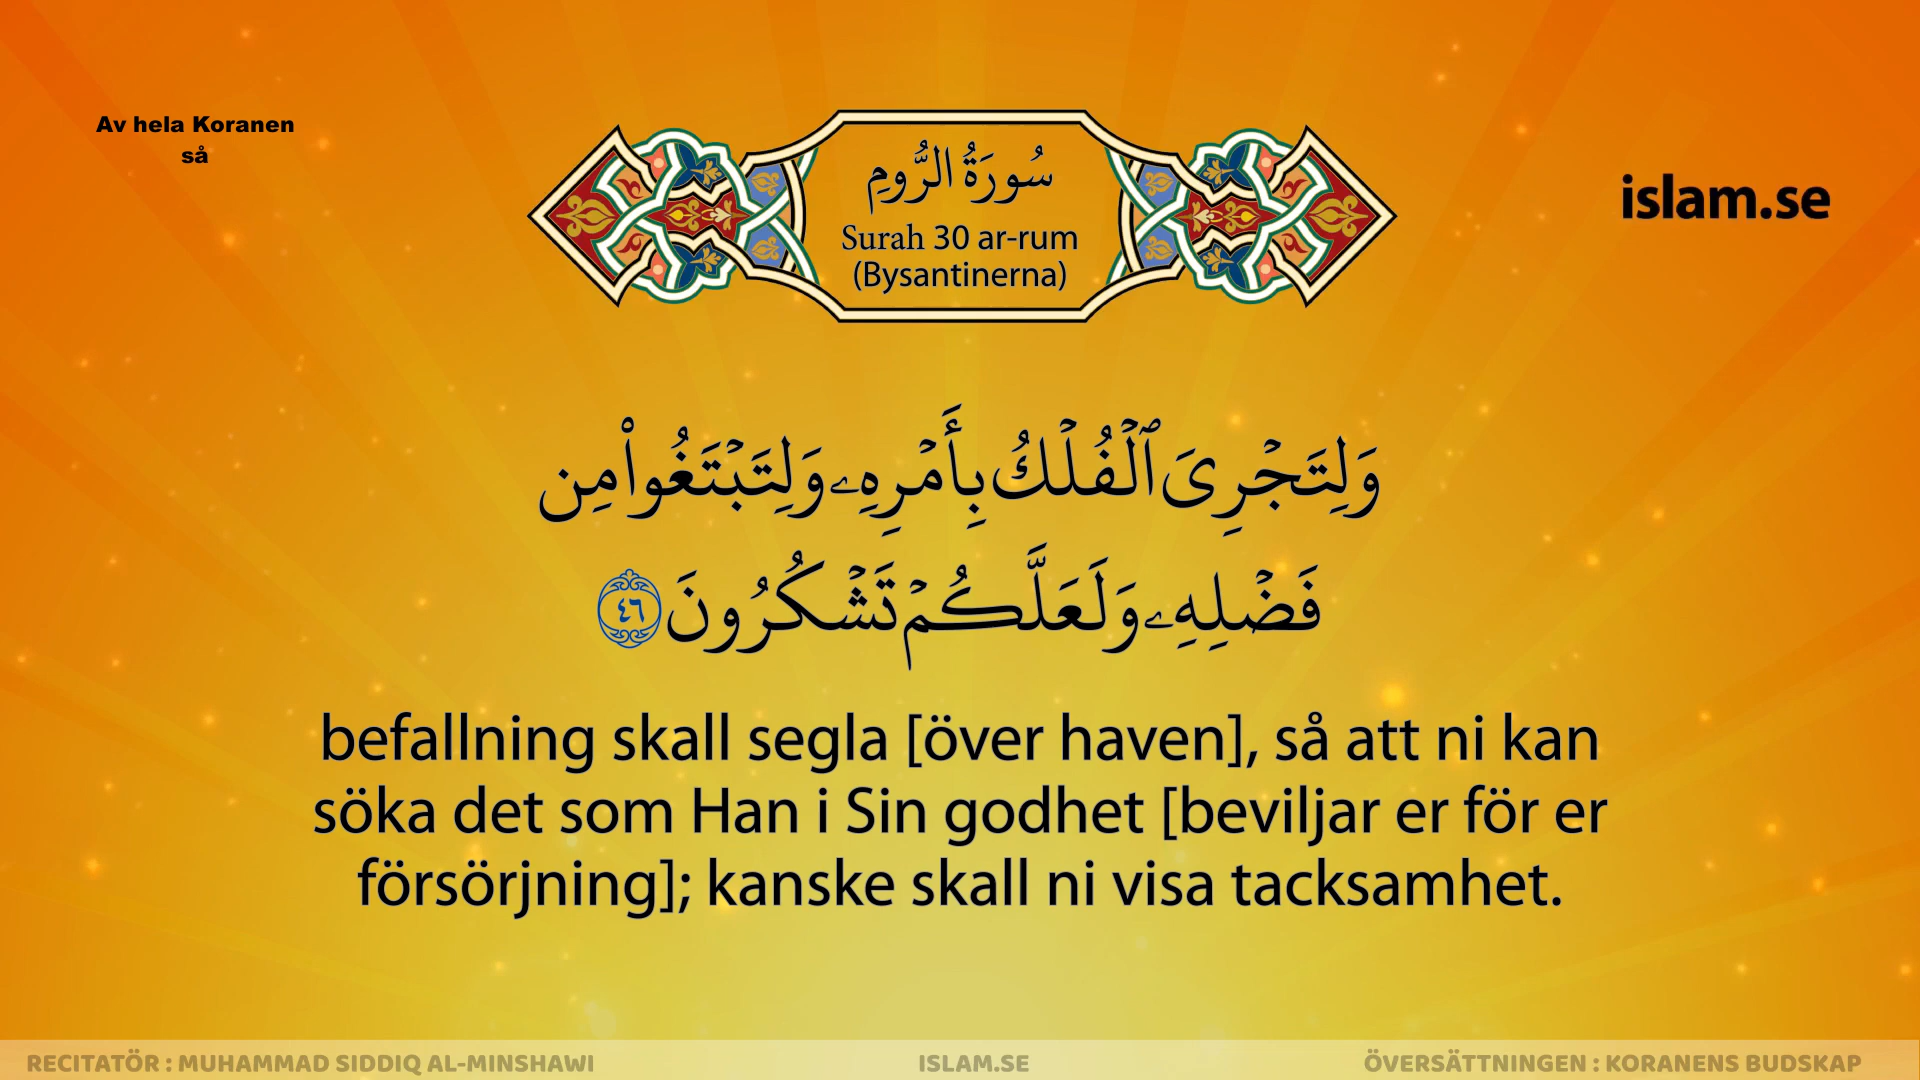 Av hela Koranen
så
سُورَةُ الرُّومِ
Surah 30 ar-rum
(Bysantinerna)
islam.se
وَلِتَجْرِىَ ٱلْفُلْكُ بِأَمْرِهِۦ وَلِتَبْتَغُوا۟ مِن
فَضْلِهِۦ وَلَعَلَّكُمْ تَشْكُرُونَ ٤٦
befallning skall segla [över haven], så att ni kan
söka det som Han i Sin godhet [beviljar er för er
försörjning]; kanske skall ni visa tacksamhet.
RECITATÖR : MUHAMMAD SIDDIQ AL-MINSHAWI
ISLAM.SE
ÖVERSÄTTNINGEN : KORANENS BUDSKAP